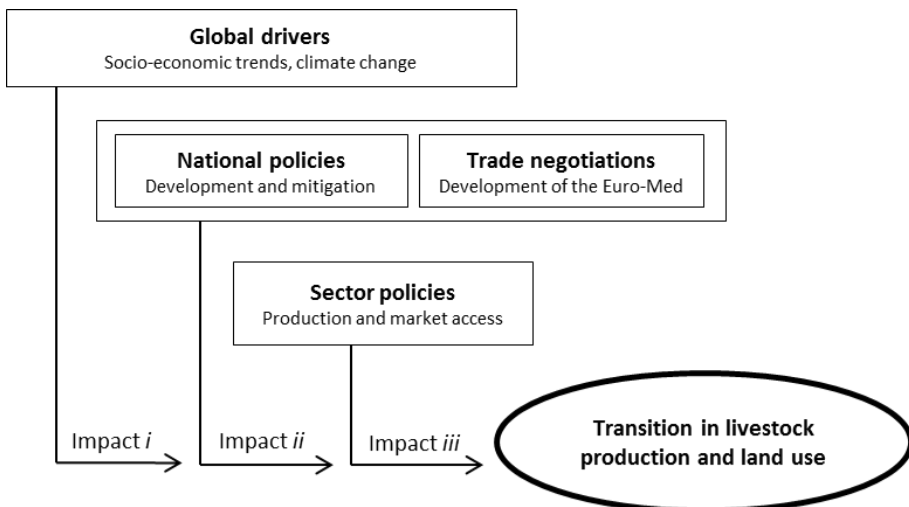 Global drivers
Socio-economic trends, climate change
National policies
Development and mitigation
Trade negotiations
Development of the Euro-Med
Sector policies
Production and market access
Impact i
Impact ii
Impact iii
Transition in livestock
production and land use